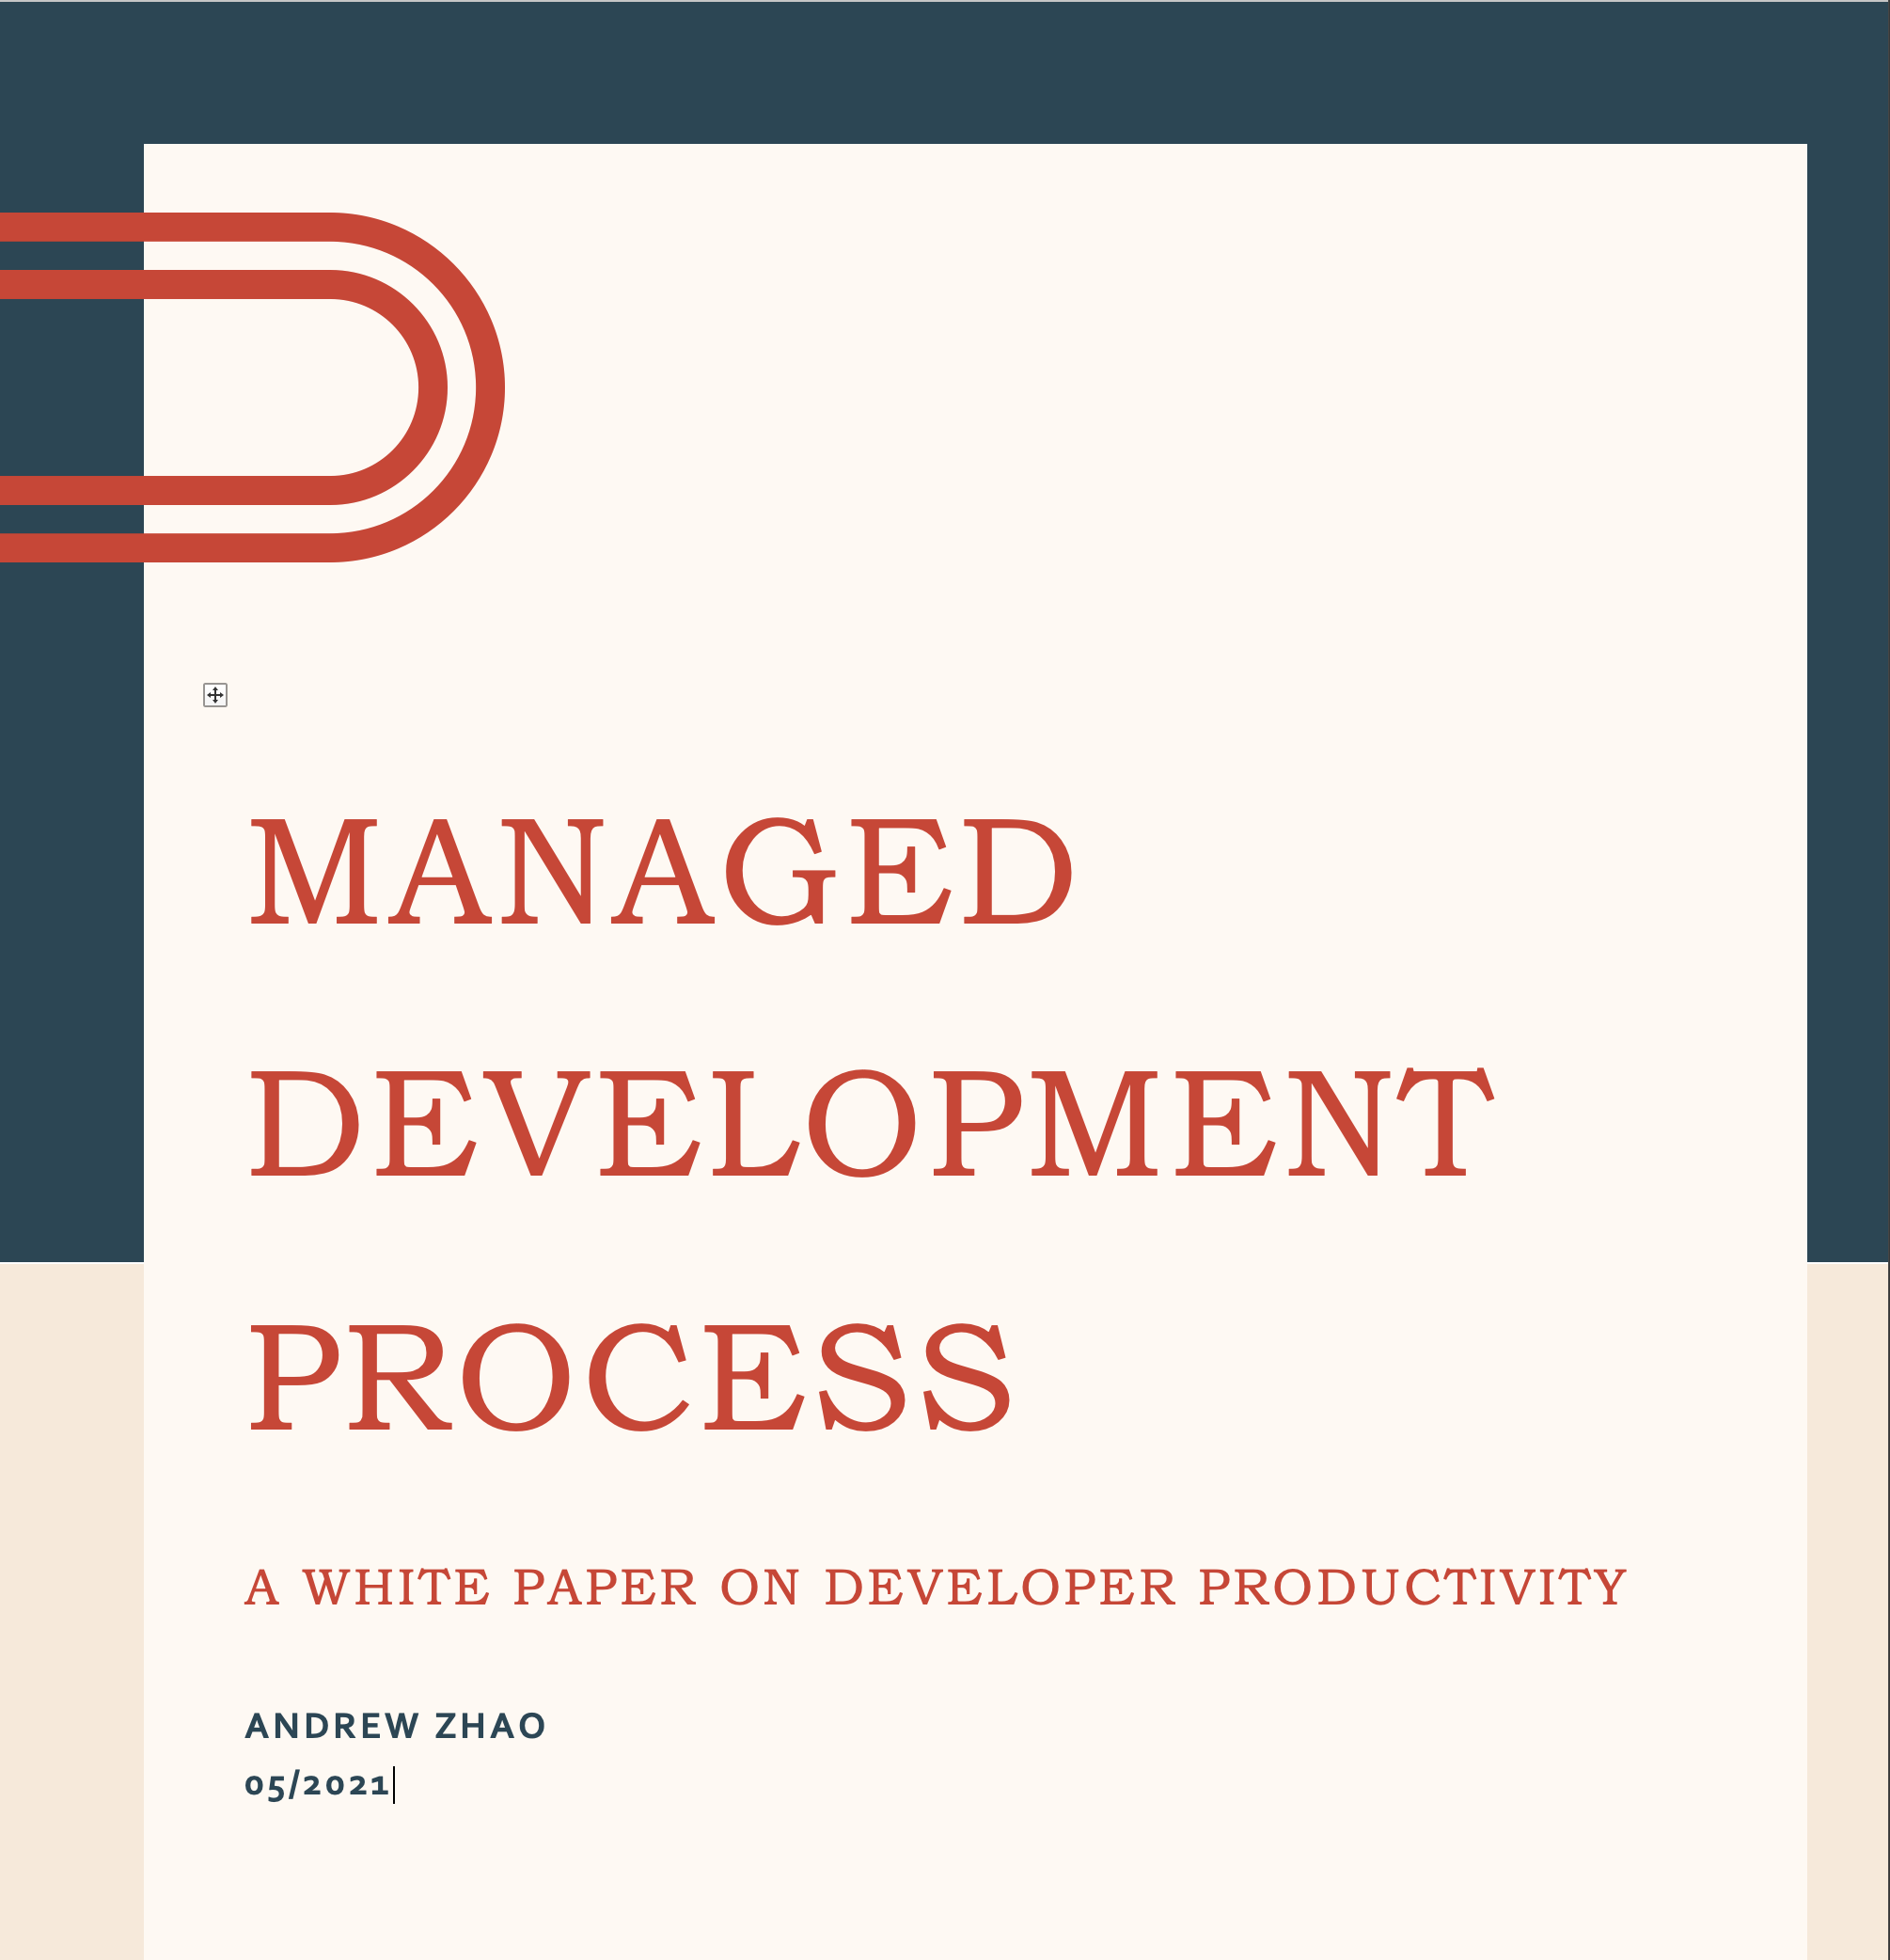 MANAGED
DEVELOPMENT
PROCESS
A WHITE PAPER ON DEVELOPER PRODUCTIVITY
ANDREW ZHAO
05/2021